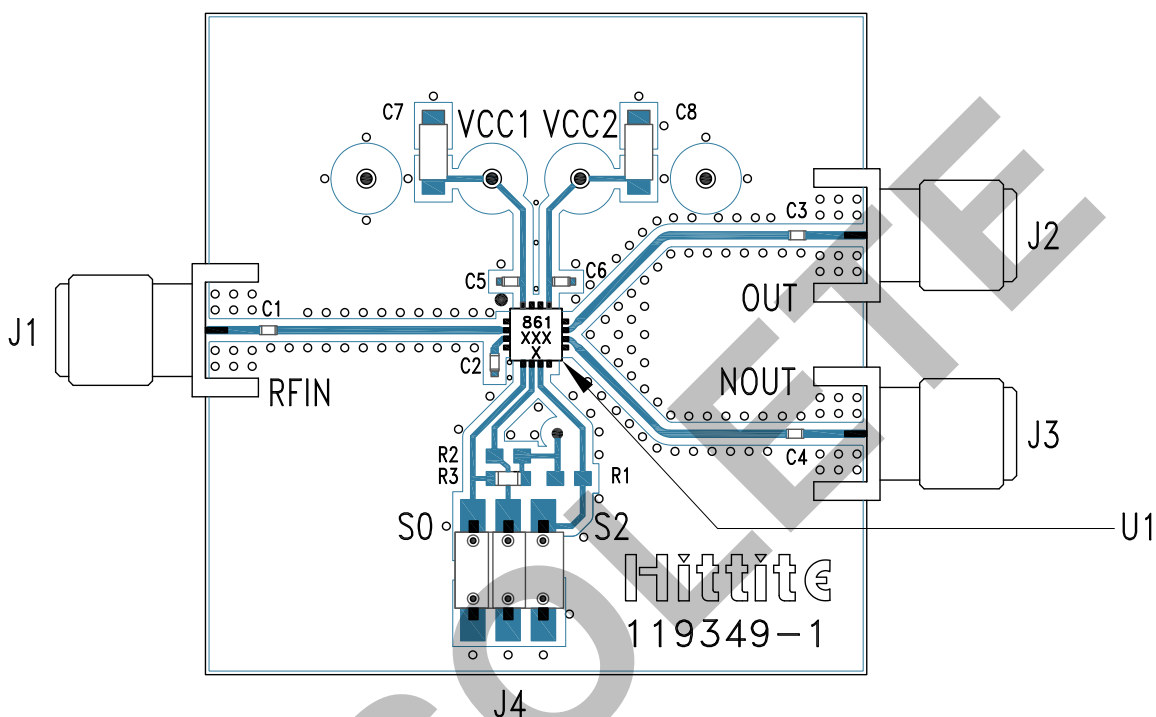 C7
VCC1
VCC2
C8
C3
J2
C5
C6
OUT
J1
C1
861
XXX
X
C2
RFIN
NOUT
J3
C4
R2
R3
R1
S0
S2
U1
Hittite
119349-1
J4
OBSOLETE